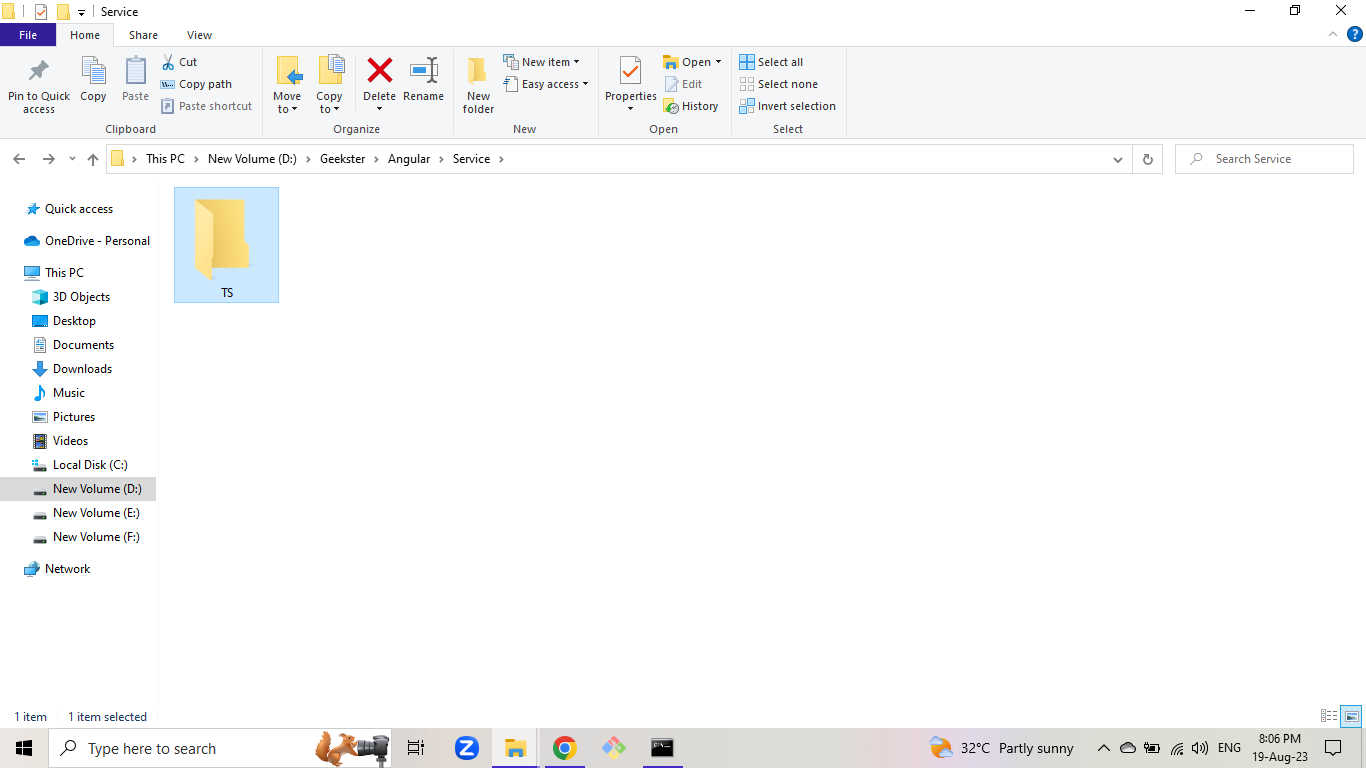 Service
File Home Share View
Pin to Quick access
Copy
Paste
Cut
Copy path
Paste shortcut
Clipboard
Move to
Copy to
Delete
Rename
Organize
New folder
New item
Easy access
New
Properties
Open
Edit
History
Open
Select all
Select none
Invert selection
Select
This PC New Volume (D:) Geekster Angular Service
Search Service
Quick access
OneDrive - Personal
This PC
3D Objects
Desktop
Documents
Downloads
Music
Pictures
Videos
Local Disk (C:)
New Volume (D:)
New Volume (E:)
New Volume (F:)
Network
TS
1 item 1 item selected
Type here to search
32°C Partly sunny
ENG
8:06 PM
19-Aug-23